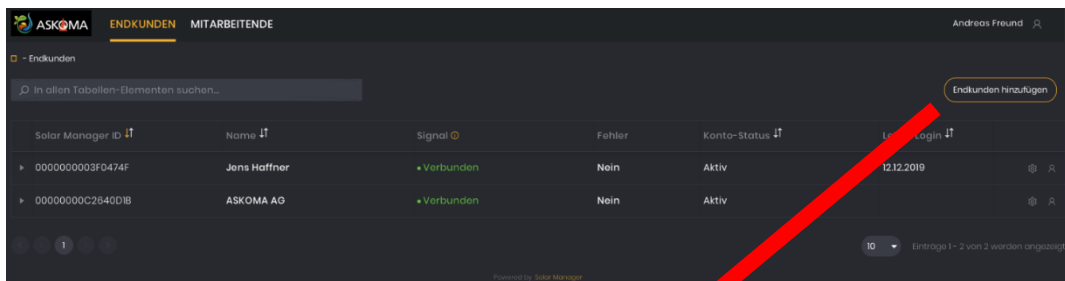 ASKOMA ENDKUNDEN MITARBEITENDE Andreas Freund
- Endkunden
In allen Tabellen-Elementen suchen... Endkunden hinzufügen
Solar Manager ID Name Signal Fehler Konto-Status Login
0000000003F0474F Jens Haffner Verbunden Nein Aktiv 12.12.2019
00000000C2640D1B ASKOMA AG Verbunden Nein Aktiv
1 10 Einträge 1 - 2 von 2 werden angezeigt
Powered by Solar Manager